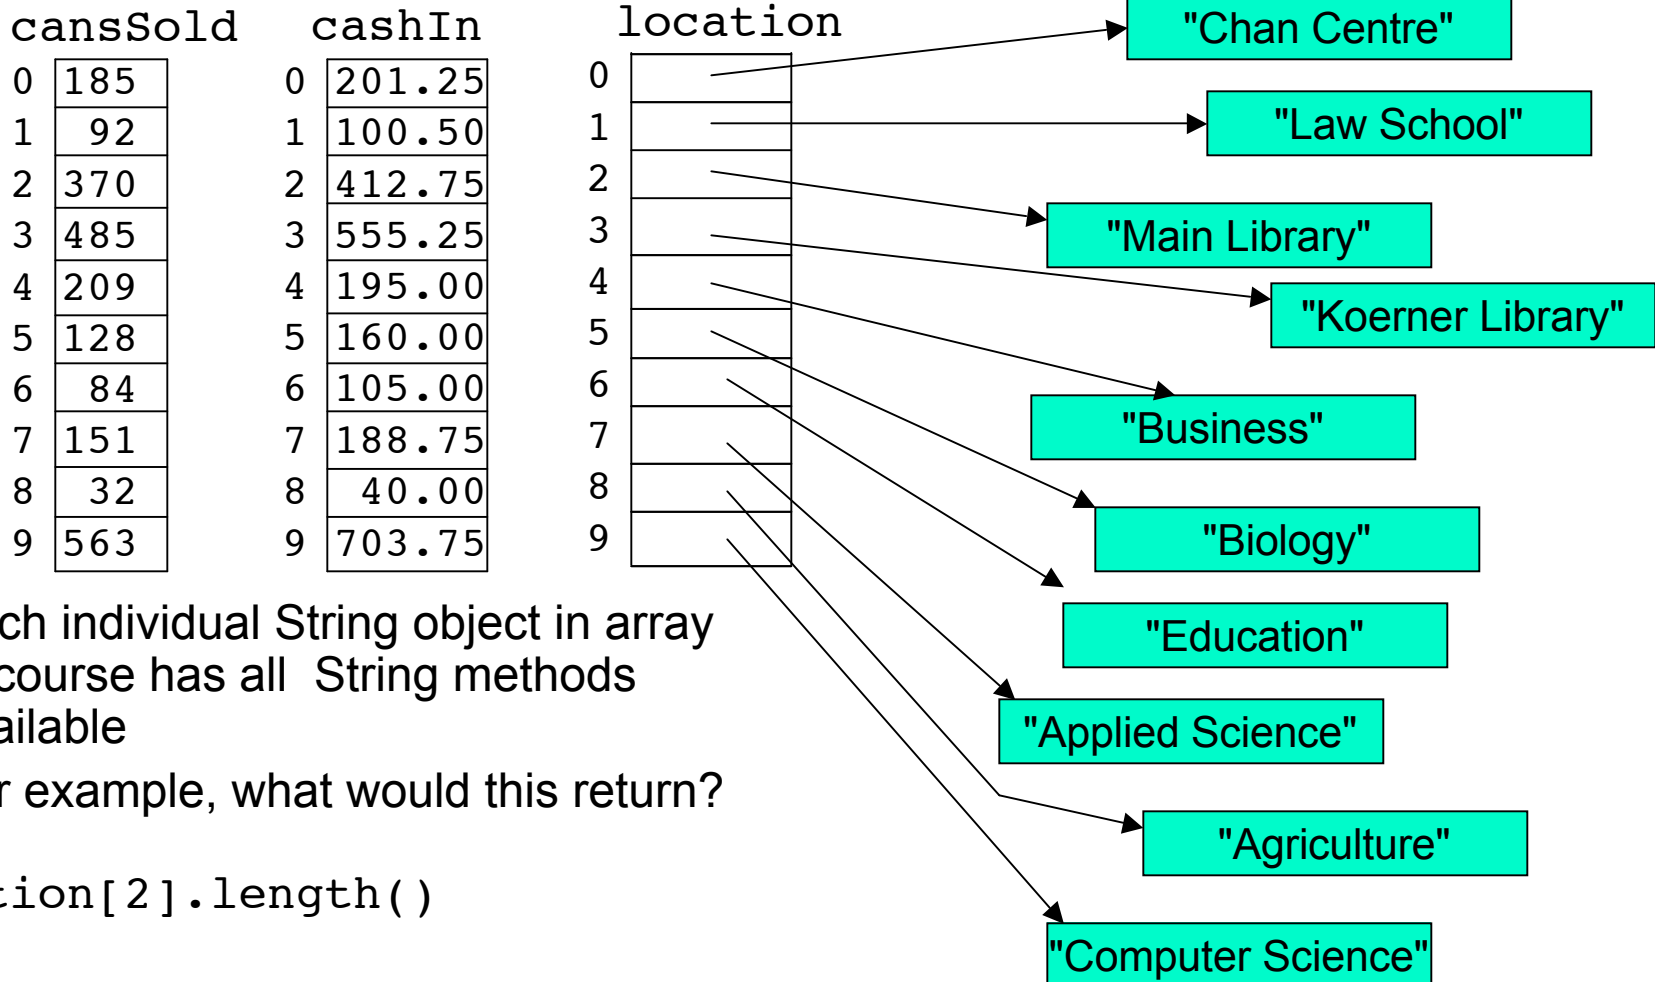 cansSold cashIn location
"Chan Centre"
0 185 0 201.25 0
1 92 1 100.50 1
"Law School"
2 370 2 412.75 2
3 485 3 555.25 3
"Main Library"
4 209 4 195.00 4
"Koerner Library"
5 128 5 160.00 5
6 84 6 105.00 6
7 151 7 188.75 7
"Business"
8 32 8 40.00 8
9 563 9 703.75 9
"Biology"
ch individual String object in array
"Education"
course has all String methods
ailable
"Applied Science"
r example, what would this return?
"Agriculture"
tion[2].length()
"Computer Science"